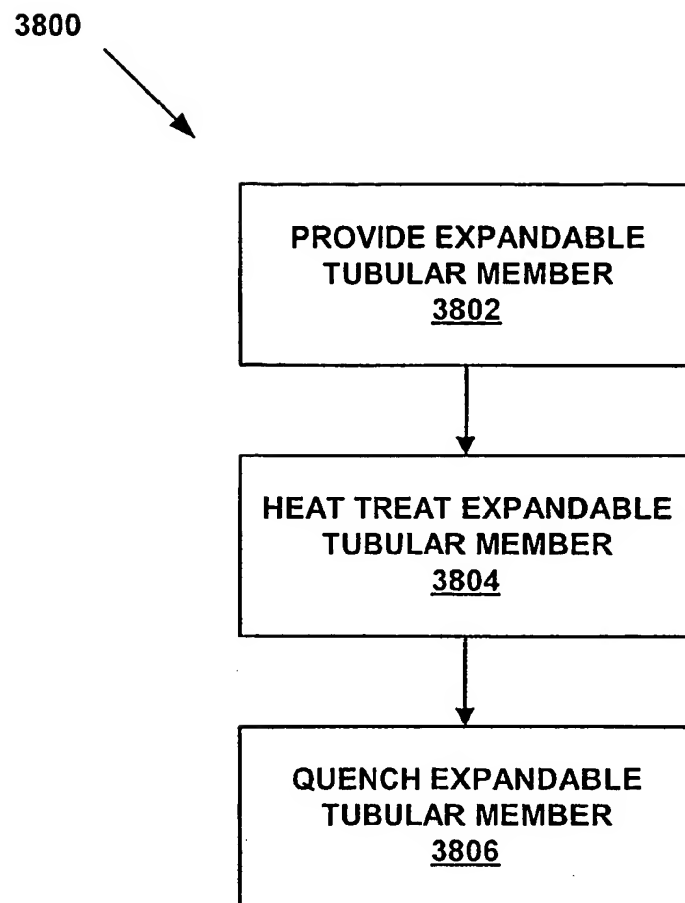 3800
PROVIDE EXPANDABLE
TUBULAR MEMBER
3802
HEAT TREAT EXPANDABLE
TUBULAR MEMBER
3804
QUENCH EXPANDABLE
TUBULAR MEMBER
3806